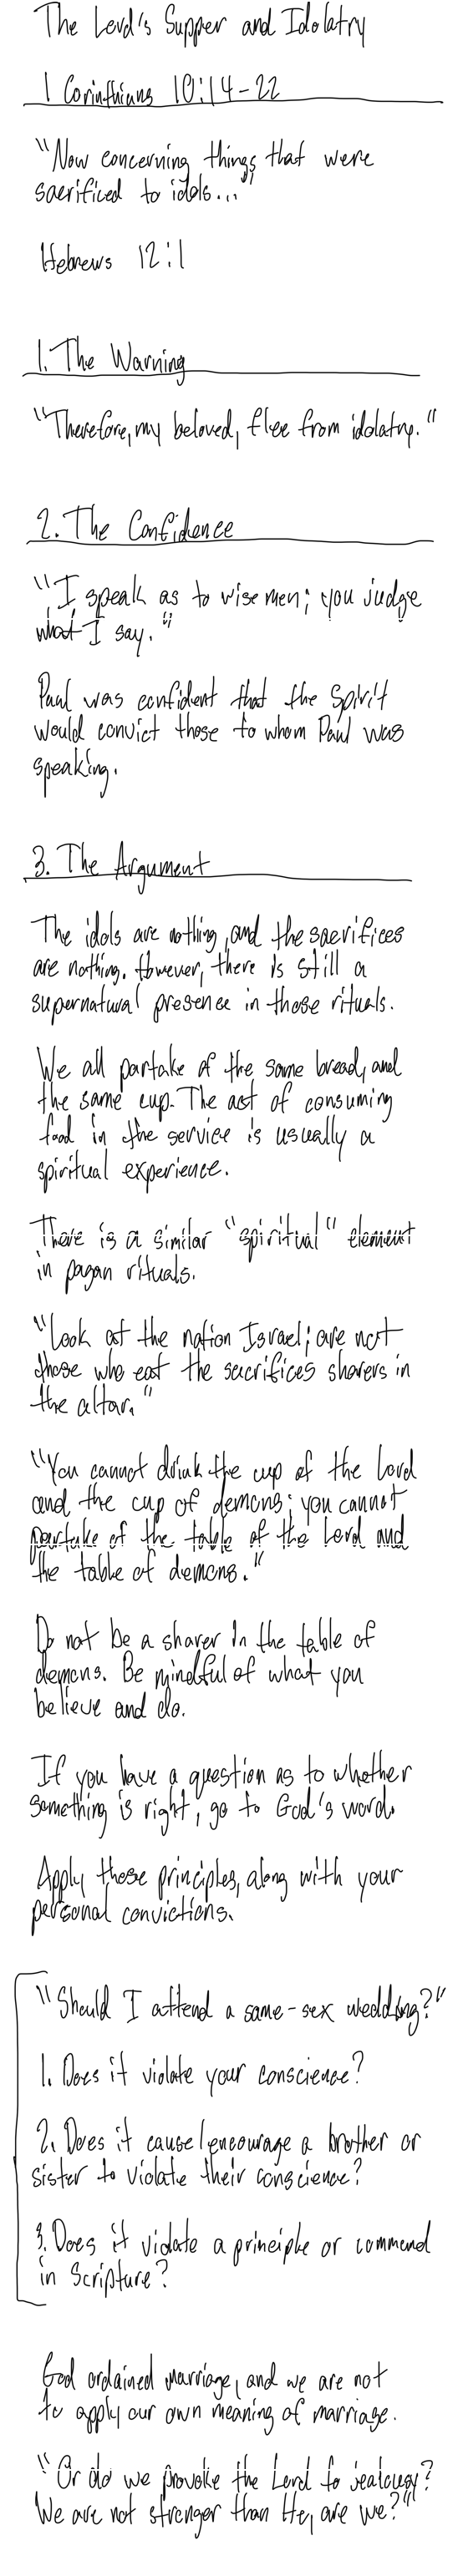 The Lord's Supper and Idolatry
1 Corinthians 10:14-22
"Now concerning things that were
sacrificed to idols..."
Hebrews 12:1
1. The Warning
"Therefore, my beloved, flee from idolatry."
2. The Confidence
"I speak as to wise men; you judge
what I say."
Paul was confident that the Spirit
would convict those to whom Paul was
speaking.
3. The Argument
The idols are nothing, and the sacrifices
are nothing. However, there is still a
supernatural presence in those rituals.
We all partake of the same bread, and
the same cup. The act of consuming
food in the service is usually a
spiritual experience.
There is a similar "spiritual" element
in pagan rituals.
"Look at the nation Israel; are not
those who eat the sacrifices sharers in
the altar."
"You cannot drink the cup of the Lord
and the cup of demons; you cannot
partake of the table of the Lord and
the table of demons."
Do not be a sharer in the table of
demons. Be mindful of what you
believe and do.
If you have a question as to whether
something is right, go to God's word.
Apply those principles, along with your
personal convictions.
"Should I attend a same-sex wedding?"
1. Does it violate your conscience?
2. Does it cause/encourage a brother or
sister to violate their conscience?
3. Does it violate a principle or command
in Scripture?
God ordained marriage, and we are not
to apply our own meaning of marriage.
"Or do we provoke the Lord to jealousy?
We are not stronger than He, are we?"